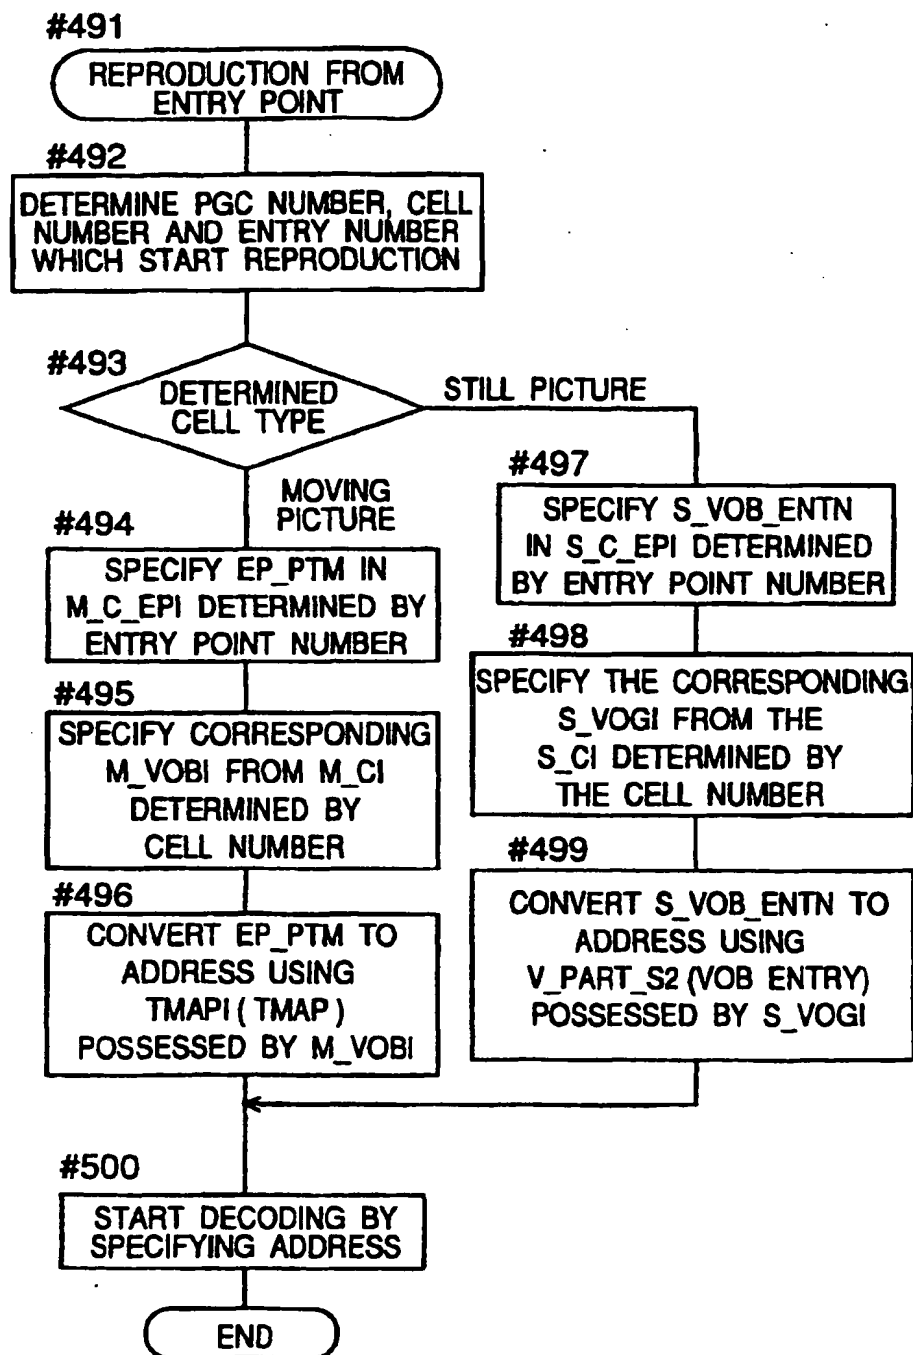 #491
REPRODUCTION FROM
ENTRY POINT
#492
DETERMINE PGC NUMBER, CELL
NUMBER AND ENTRY NUMBER
WHICH START REPRODUCTION
#493
DETERMINED
CELL TYPE
STILL PICTURE
MOVING
PICTURE
#494
SPECIFY EP_PTM IN
M_C_EPI DETERMINED BY
ENTRY POINT NUMBER
#495
SPECIFY CORRESPONDING
M_VOBI FROM M_CI
DETERMINED BY
CELL NUMBER
#496
CONVERT EP_PTM TO
ADDRESS USING
TMAPI ( TMAP )
POSSESSED BY M_VOBI
#497
SPECIFY S_VOB_ENTN
IN S_C_EPI DETERMINED
BY ENTRY POINT NUMBER
#498
SPECIFY THE CORRESPONDING
S_VOGI FROM THE
S_CI DETERMINED BY
THE CELL NUMBER
#499
CONVERT S_VOB_ENTN TO
ADDRESS USING
V_PART_S2 (VOB ENTRY)
POSSESSED BY S_VOGI
#500
START DECODING BY
SPECIFYING ADDRESS
END